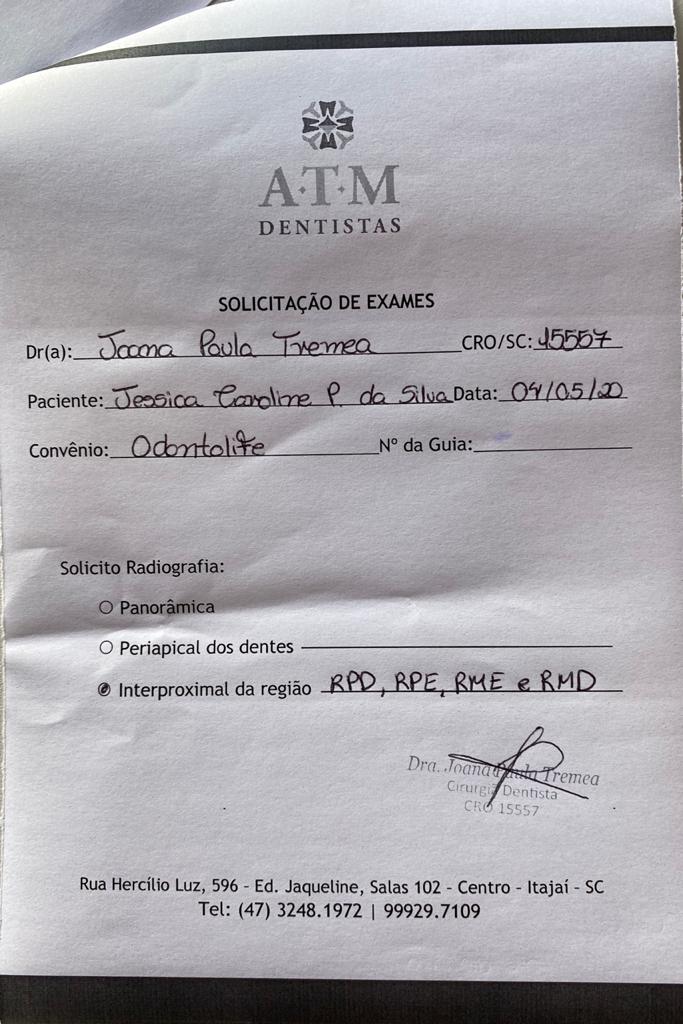 A·T·M
DENTISTAS
SOLICITAÇÃO DE EXAMES
Dr(a): Joana Paula Tremea CRO/SC: 15557
Paciente: Jessica Caroline P. da Silva Data: 04/05/20
Convênio: Odontolife Nº da Guia:
Solicito Radiografia:
Panorâmica
Periapical dos dentes
Interproximal da região RPD, RPE, RME e RMD
Dra. Joana Paula Tremea
Cirurgiã Dentista
CRO 15557
Rua Hercílio Luz, 596 - Ed. Jaqueline, Salas 102 - Centro - Itajaí - SC
Tel: (47) 3248.1972 | 99929.7109